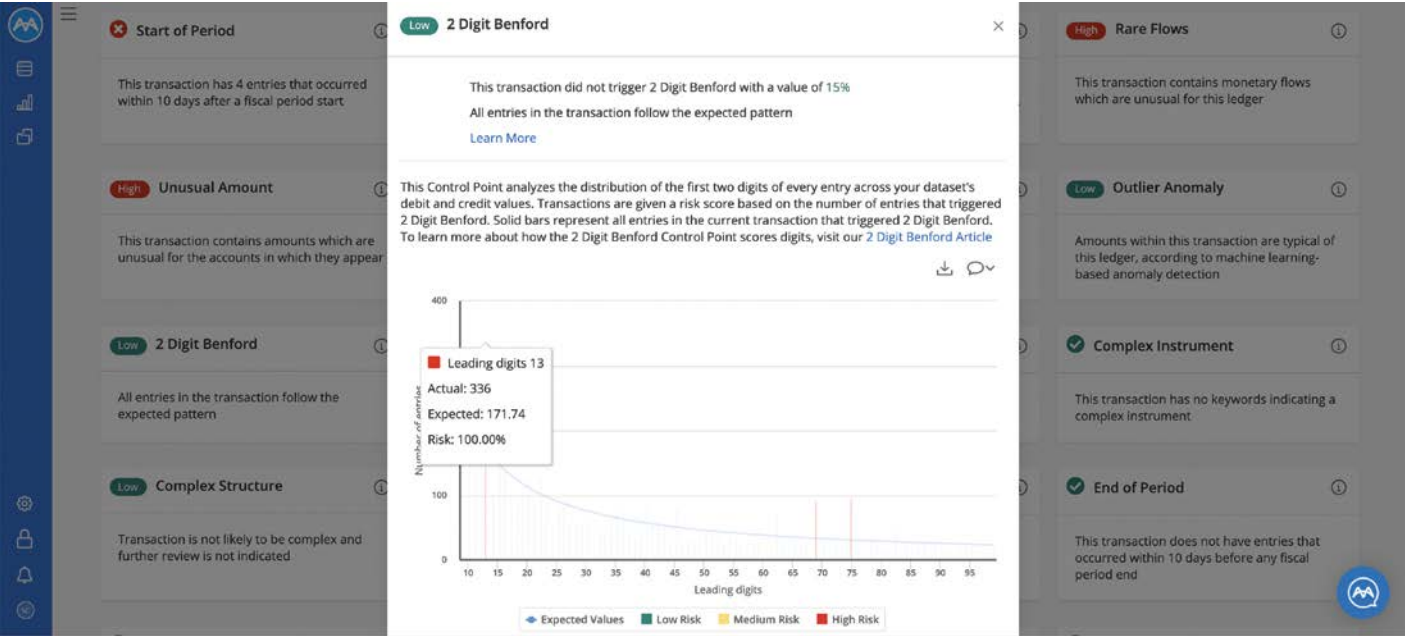 Start of Period
This transaction has 4 entries that occurred
within 10 days after a fiscal period start
High Unusual Amount
This transaction contains amounts which are
unusual for the accounts in which they appear
Low 2 Digit Benford
All entries in the transaction follow the
expected pattern
Low Complex Structure
Transaction is not likely to be complex and
further review is not indicated
Low 2 Digit Benford
This transaction did not trigger 2 Digit Benford with a value of 15%
All entries in the transaction follow the expected pattern
Learn More
This Control Point analyzes the distribution of the first two digits of every entry across your dataset's
debit and credit values. Transactions are given a risk score based on the number of entries that triggered
2 Digit Benford. Solid bars represent all entries in the current transaction that triggered 2 Digit Benford.
To learn more about how the 2 Digit Benford Control Point scores digits, visit our 2 Digit Benford Article
400
Leading digits 13
Actual: 336
Expected: 171.74
Risk: 100.00%
Number of entries
100
0
10 15 20 25 30 35 40 45 50 55 60 65 70 75 80 85 90 95
Leading digits
Expected Values Low Risk Medium Risk High Risk
High Rare Flows
This transaction contains monetary flows
which are unusual for this ledger
Low Outlier Anomaly
Amounts within this transaction are typical of
this ledger, according to machine learning-
based anomaly detection
Complex Instrument
This transaction has no keywords indicating a
complex instrument
End of Period
This transaction does not have entries that
occurred within 10 days before any fiscal
period end